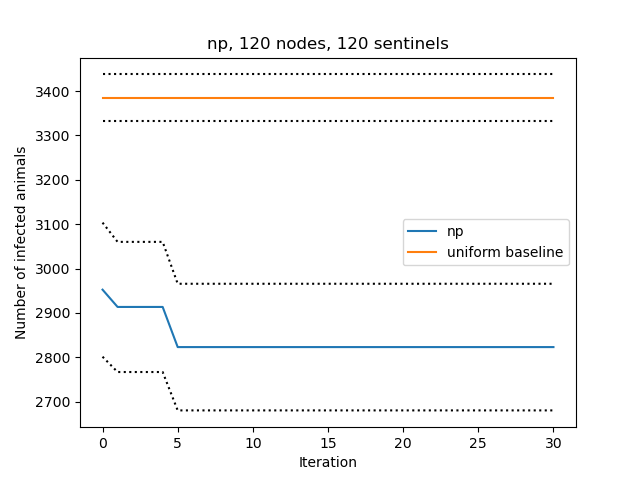 np, 120 nodes, 120 sentinels
3400
3300
3200
3100
3000
2900
2800
2700
Number of infected animals
np
uniform baseline
0 5 10 15 20 25 30
Iteration